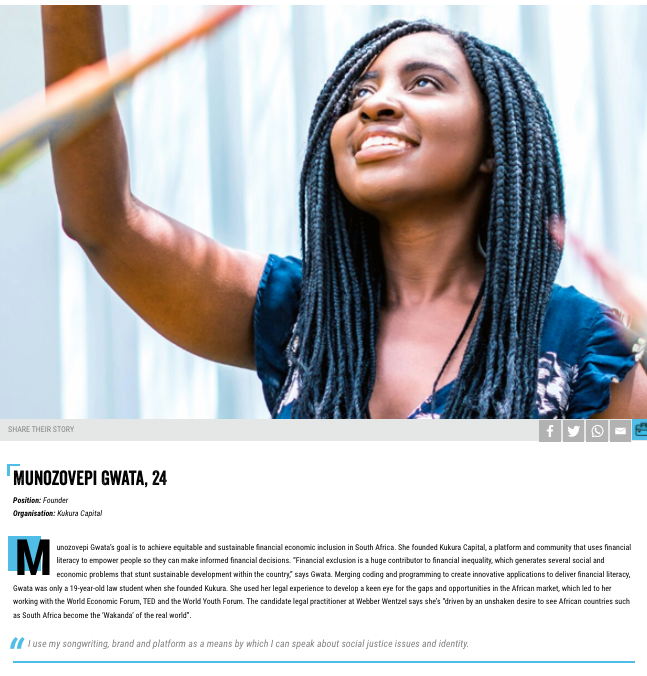 SHARE THEIR STORY
MUNOZOVEPI GWATA, 24
Position: Founder
Organisation: Kukura Capital
Munozovepi Gwata's goal is to achieve equitable and sustainable financial economic inclusion in South Africa. She founded Kukura Capital, a platform and community that uses financial
literacy to empower people so they can make informed financial decisions. "Financial exclusion is a huge contributor to financial inequality, which generates several social and
economic problems that stunt sustainable development within the country," says Gwata. Merging coding and programming to create innovative applications to deliver financial literacy,
Gwata was only a 19-year-old law student when she founded Kukura. She used her legal experience to develop a keen eye for the gaps and opportunities in the African market, which led to her
working with the World Economic Forum, TED and the World Youth Forum. The candidate legal practitioner at Webber Wentzel says she's "driven by an unshaken desire to see African countries such
as South Africa become the 'Wakanda' of the real world".
“ I use my songwriting, brand and platform as a means by which I can speak about social justice issues and identity.